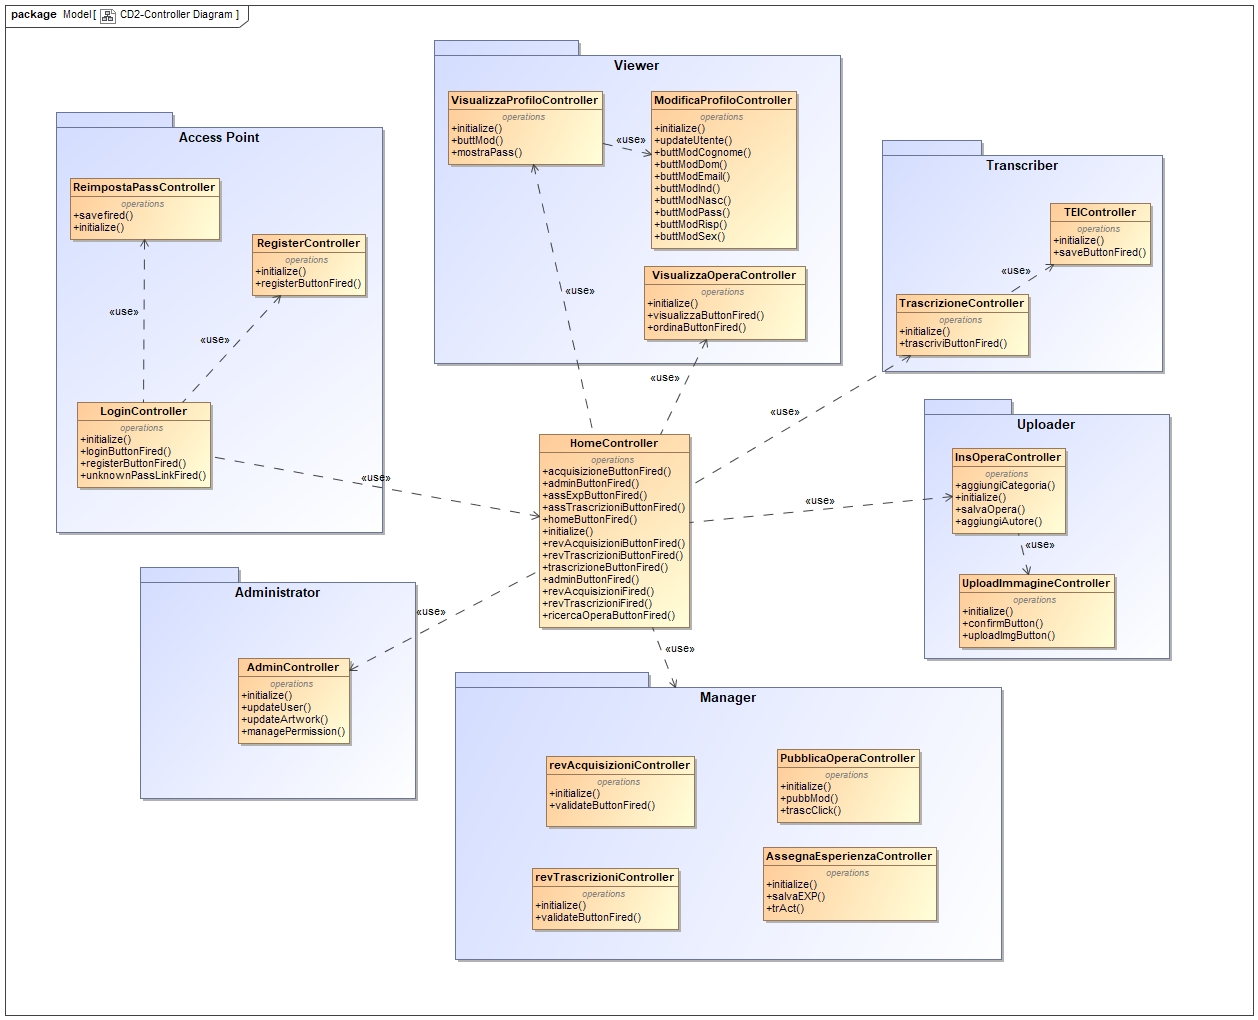 package Model [ CD2-Controller Diagram ]
Viewer
VisualizzaProfiloController
operations
+initialize()
+buttMod()
+mostraPass()
«use»
ModificaProfiloController
operations
+initialize()
+updateUtente()
+buttModCognome()
+buttModDom()
+buttModEmail()
+buttModInd()
+buttModNasc()
+buttModPass()
+buttModRisp()
+buttModSex()
VisualizzaOperaController
operations
+initialize()
+visualizzaButtonFired()
+ordinaButtonFired()
«use»
«use»
Access Point
ReimpostaPassController
operations
+savefired()
+initialize()
RegisterController
operations
+initialize()
+registerButtonFired()
«use»
«use»
LoginController
operations
+initialize()
+loginButtonFired()
+registerButtonFired()
+unknownPassLinkFired()
«use»
Transcriber
TEIController
operations
+initialize()
+saveButtonFired()
«use»
TrascrizioneController
operations
+initialize()
+trascriviButtonFired()
«use»
HomeController
operations
+acquisizioneButtonFired()
+adminButtonFired()
+assExpButtonFired()
+assTrascrizioniButtonFired()
+homeButtonFired()
+initialize()
+revAcquisizioniButtonFired()
+revTrascrizioniButtonFired()
+trascrizioneButtonFired()
+adminButtonFired()
+revAcquisizioniFired()
+revTrascrizioniFired()
+ricercaOperaButtonFired()
«use»
Uploader
InsOperaController
operations
+aggiungiCategoria()
+initialize()
+salvaOpera()
+aggiungiAutore()
«use»
UploadImmagineController
operations
+initialize()
+confirmButton()
+uploadImgButton()
Administrator
«use»
AdminController
operations
+initialize()
+updateUser()
+updateArtwork()
+managePermission()
«use»
Manager
revAcquisizioniController
operations
+initialize()
+validateButtonFired()
PubblicaOperaController
operations
+initialize()
+pubbMod()
+trascClick()
revTrascrizioniController
operations
+initialize()
+validateButtonFired()
AssegnaEsperienzaController
operations
+initialize()
+salvaEXP()
+trAct()